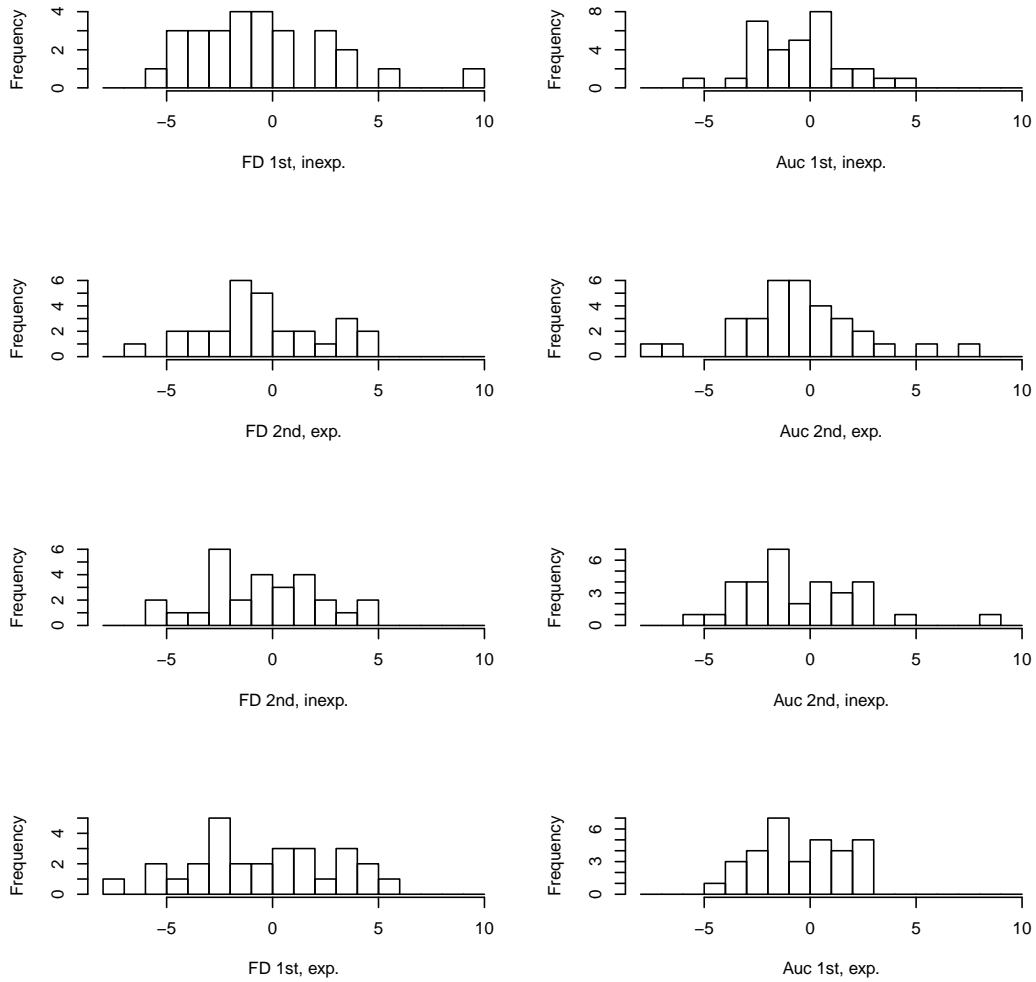 Frequency
0 2 4
−5 0 5 10
FD 1st, inexp.
Frequency
0 4 8
−5 0 5 10
Auc 1st, inexp.
Frequency
0 2 4 6
−5 0 5 10
FD 2nd, exp.
Frequency
0 2 4 6
−5 0 5 10
Auc 2nd, exp.
Frequency
0 2 4 6
−5 0 5 10
FD 2nd, inexp.
Frequency
0 3 6
−5 0 5 10
Auc 2nd, inexp.
Frequency
0 2 4
−5 0 5 10
FD 1st, exp.
Frequency
0 3 6
−5 0 5 10
Auc 1st, exp.